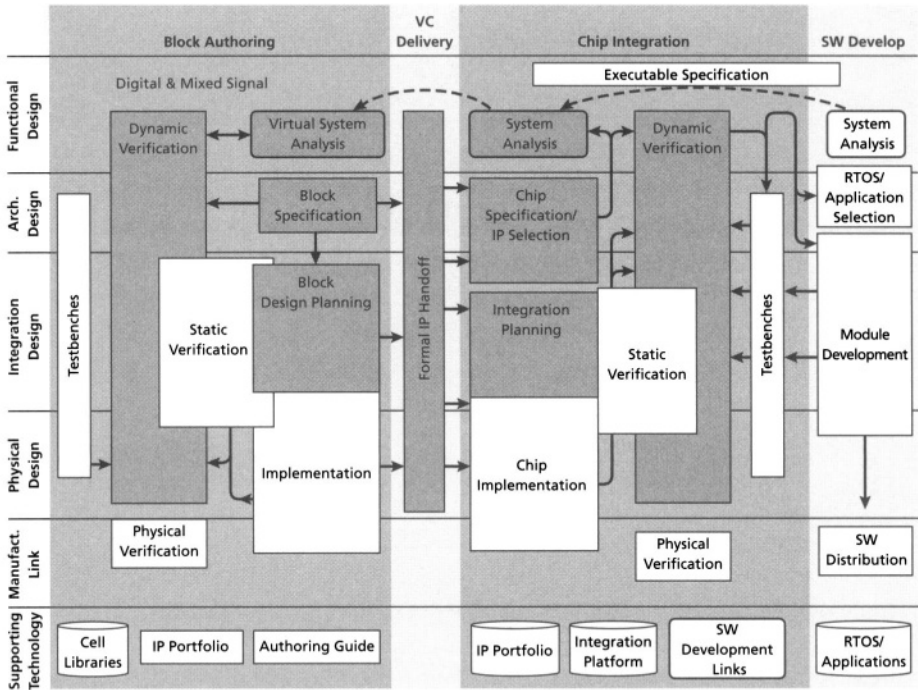 Block Authoring
VC
Delivery
Chip Integration
SW Develop
Functional
Design
Digital & Mixed Signal
Executable Specification
Dynamic
Verification
Virtual System
Analysis
System
Analysis
Dynamic
Verification
System
Analysis
Arch.
Design
Block
Specification
Chip
Specification/
IP Selection
RTOS/
Application
Selection
Integration
Design
Testbenches
Static
Verification
Block
Design Planning
Formal IP Handoff
Integration
Planning
Static
Verification
Testbenches
Module
Development
Physical
Design
Implementation
Chip
Implementation
Manufact.
Link
Physical
Verification
Physical
Verification
SW
Distribution
Supporting
Technology
Cell
Libraries
IP Portfolio
Authoring Guide
IP Portfolio
Integration
Platform
SW
Development
Links
RTOS/
Applications